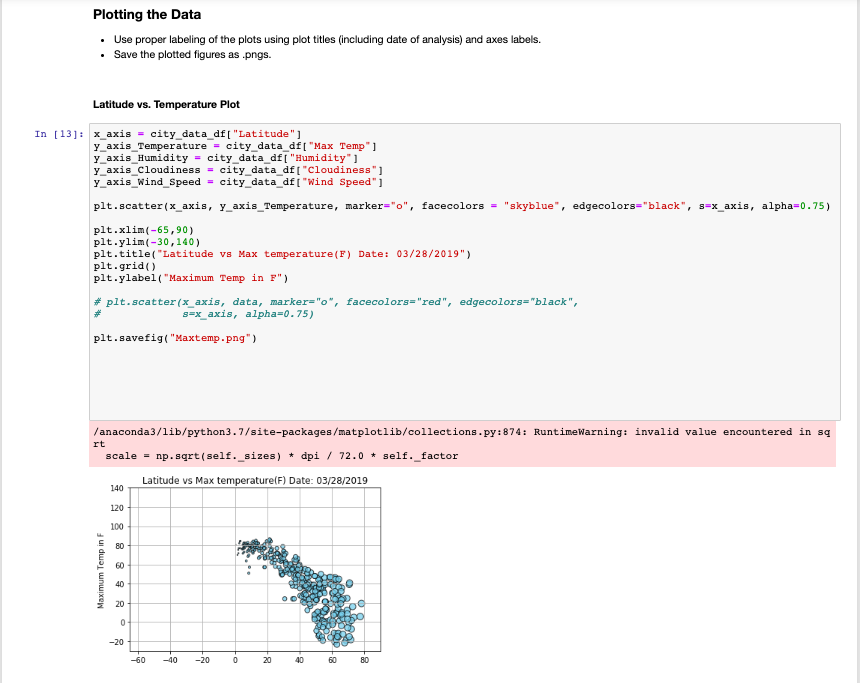 Plotting the Data
• Use proper labeling of the plots using plot titles (including date of analysis) and axes labels.
• Save the plotted figures as .pngs.
Latitude vs. Temperature Plot
In [13]: x_axis = city_data_df["Latitude"]
y_axis_Temperature = city_data_df["Max Temp"]
y_axis_Humidity = city_data_df["Humidity"]
y_axis_Cloudiness = city_data_df["Cloudiness"]
y_axis_Wind_Speed = city_data_df["Wind Speed"]
plt.scatter(x_axis, y_axis_Temperature, marker="o", facecolors = "skyblue", edgecolors="black", s=x_axis, alpha=0.75)
plt.xlim(-65,90)
plt.ylim(-30,140)
plt.title("Latitude vs Max temperature(F) Date: 03/28/2019")
plt.grid()
plt.ylabel("Maximum Temp in F")
# plt.scatter(x_axis, data, marker="o", facecolors="red", edgecolors="black",
#             s=x_axis, alpha=0.75)
plt.savefig("Maxtemp.png")
/anaconda3/lib/python3.7/site-packages/matplotlib/collections.py:874: RuntimeWarning: invalid value encountered in sq
rt
  scale = np.sqrt(self._sizes) * dpi / 72.0 * self._factor
Latitude vs Max temperature(F) Date: 03/28/2019
Maximum Temp in F
140
120
100
80
60
40
20
0
−20
−60 −40 −20 0 20 40 60 80